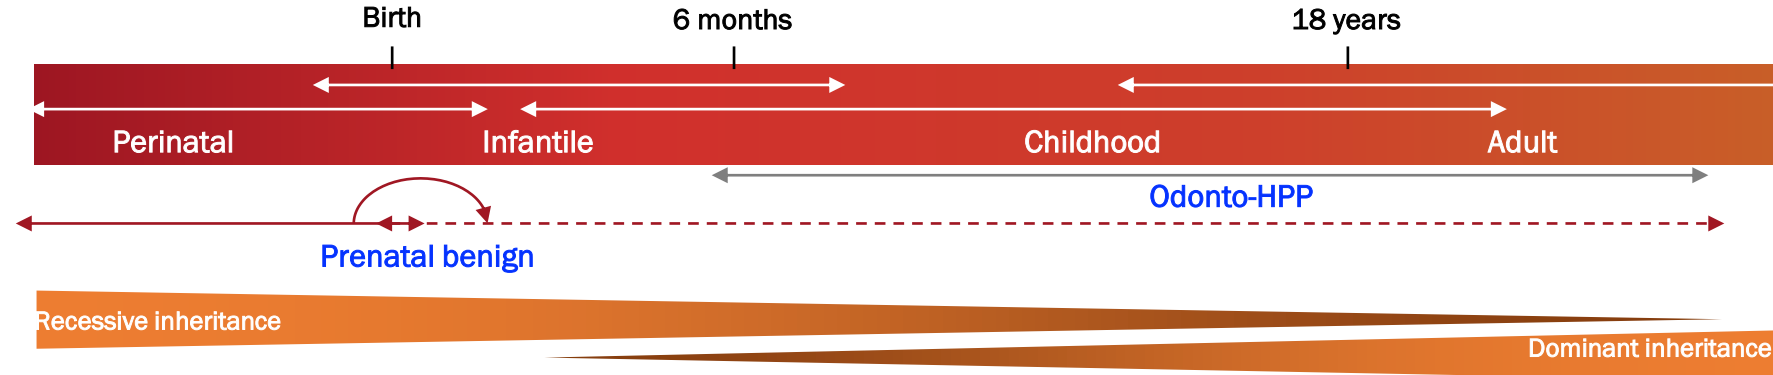 Birth
6 months
18 years
Perinatal
Infantile
Childhood
Adult
Odonto-HPP
Prenatal benign
Recessive inheritance
Dominant inheritance